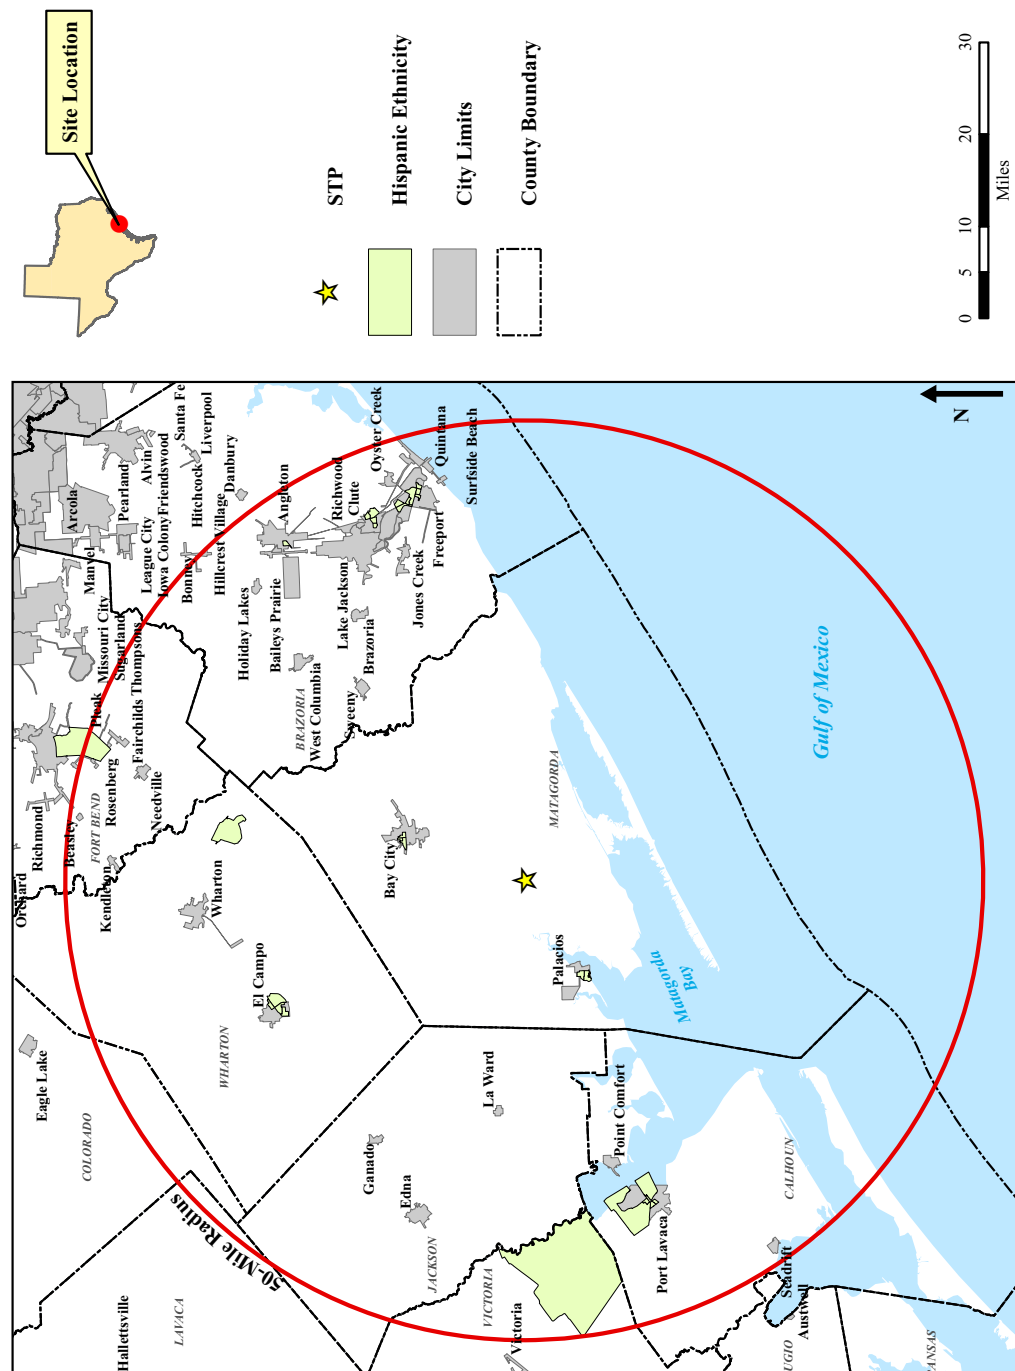 Site Location
STP
Hispanic Ethnicity
City Limits
County Boundary
0
5
10
20
30
Miles
N
50-Mile Radius
Orchard
Richmond
Beasley
FORT BEND
Kendleton
Rosenberg
Pleak
Fairchilds
Thompsons
Needville
Missouri City
Sugarland
Manvel
Arcola
Pearland
League City
Iowa Colony
Friendswood
Alvin
Santa Fe
Hitchcock
Liverpool
Bonney
Hillcrest Village
Danbury
Angleton
Holiday Lakes
Baileys Prairie
BRAZORIA
West Columbia
Sweeny
Brazoria
Lake Jackson
Richwood
Clute
Oyster Creek
Jones Creek
Freeport
Quintana
Surfside Beach
Eagle Lake
COLORADO
Wharton
El Campo
WHARTON
Bay City
MATAGORDA
Palacios
Matagorda
Bay
Gulf of Mexico
Hallettsville
LAVACA
Ganado
Edna
La Ward
JACKSON
VICTORIA
Victoria
Point Comfort
Port Lavaca
CALHOUN
Seadrift
Austwell
UGIO
ANSAS